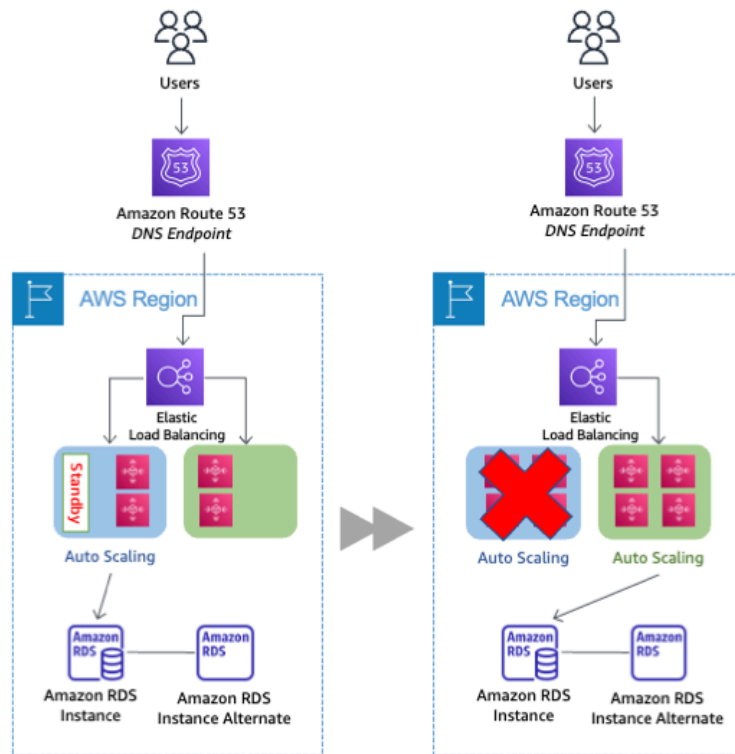 Users
53
Amazon Route 53
DNS Endpoint
AWS Region
Elastic
Load Balancing
Standby
Auto Scaling
Amazon
RDS
Amazon
RDS
Amazon RDS
Instance
Amazon RDS
Instance Alternate
Users
53
Amazon Route 53
DNS Endpoint
AWS Region
Elastic
Load Balancing
Auto Scaling
Auto Scaling
Amazon
RDS
Amazon
RDS
Amazon RDS
Instance
Amazon RDS
Instance Alternate